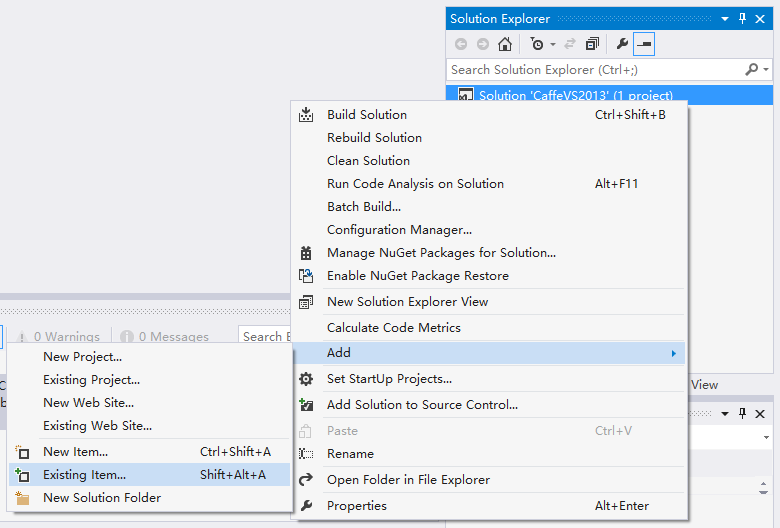 Solution Explorer
Search Solution Explorer (Ctrl+;)
Solution 'CaffeVS2013' (1 project)
Build Solution Ctrl+Shift+B
Rebuild Solution
Clean Solution
Run Code Analysis on Solution Alt+F11
Batch Build...
Configuration Manager...
Manage NuGet Packages for Solution...
Enable NuGet Package Restore
New Solution Explorer View
Calculate Code Metrics
Add
Set StartUp Projects...
Add Solution to Source Control...
Paste Ctrl+V
Rename
Open Folder in File Explorer
Properties Alt+Enter
0 Warnings 0 Messages Search E
New Project...
Existing Project...
New Web Site...
Existing Web Site...
New Item... Ctrl+Shift+A
Existing Item... Shift+Alt+A
New Solution Folder
View